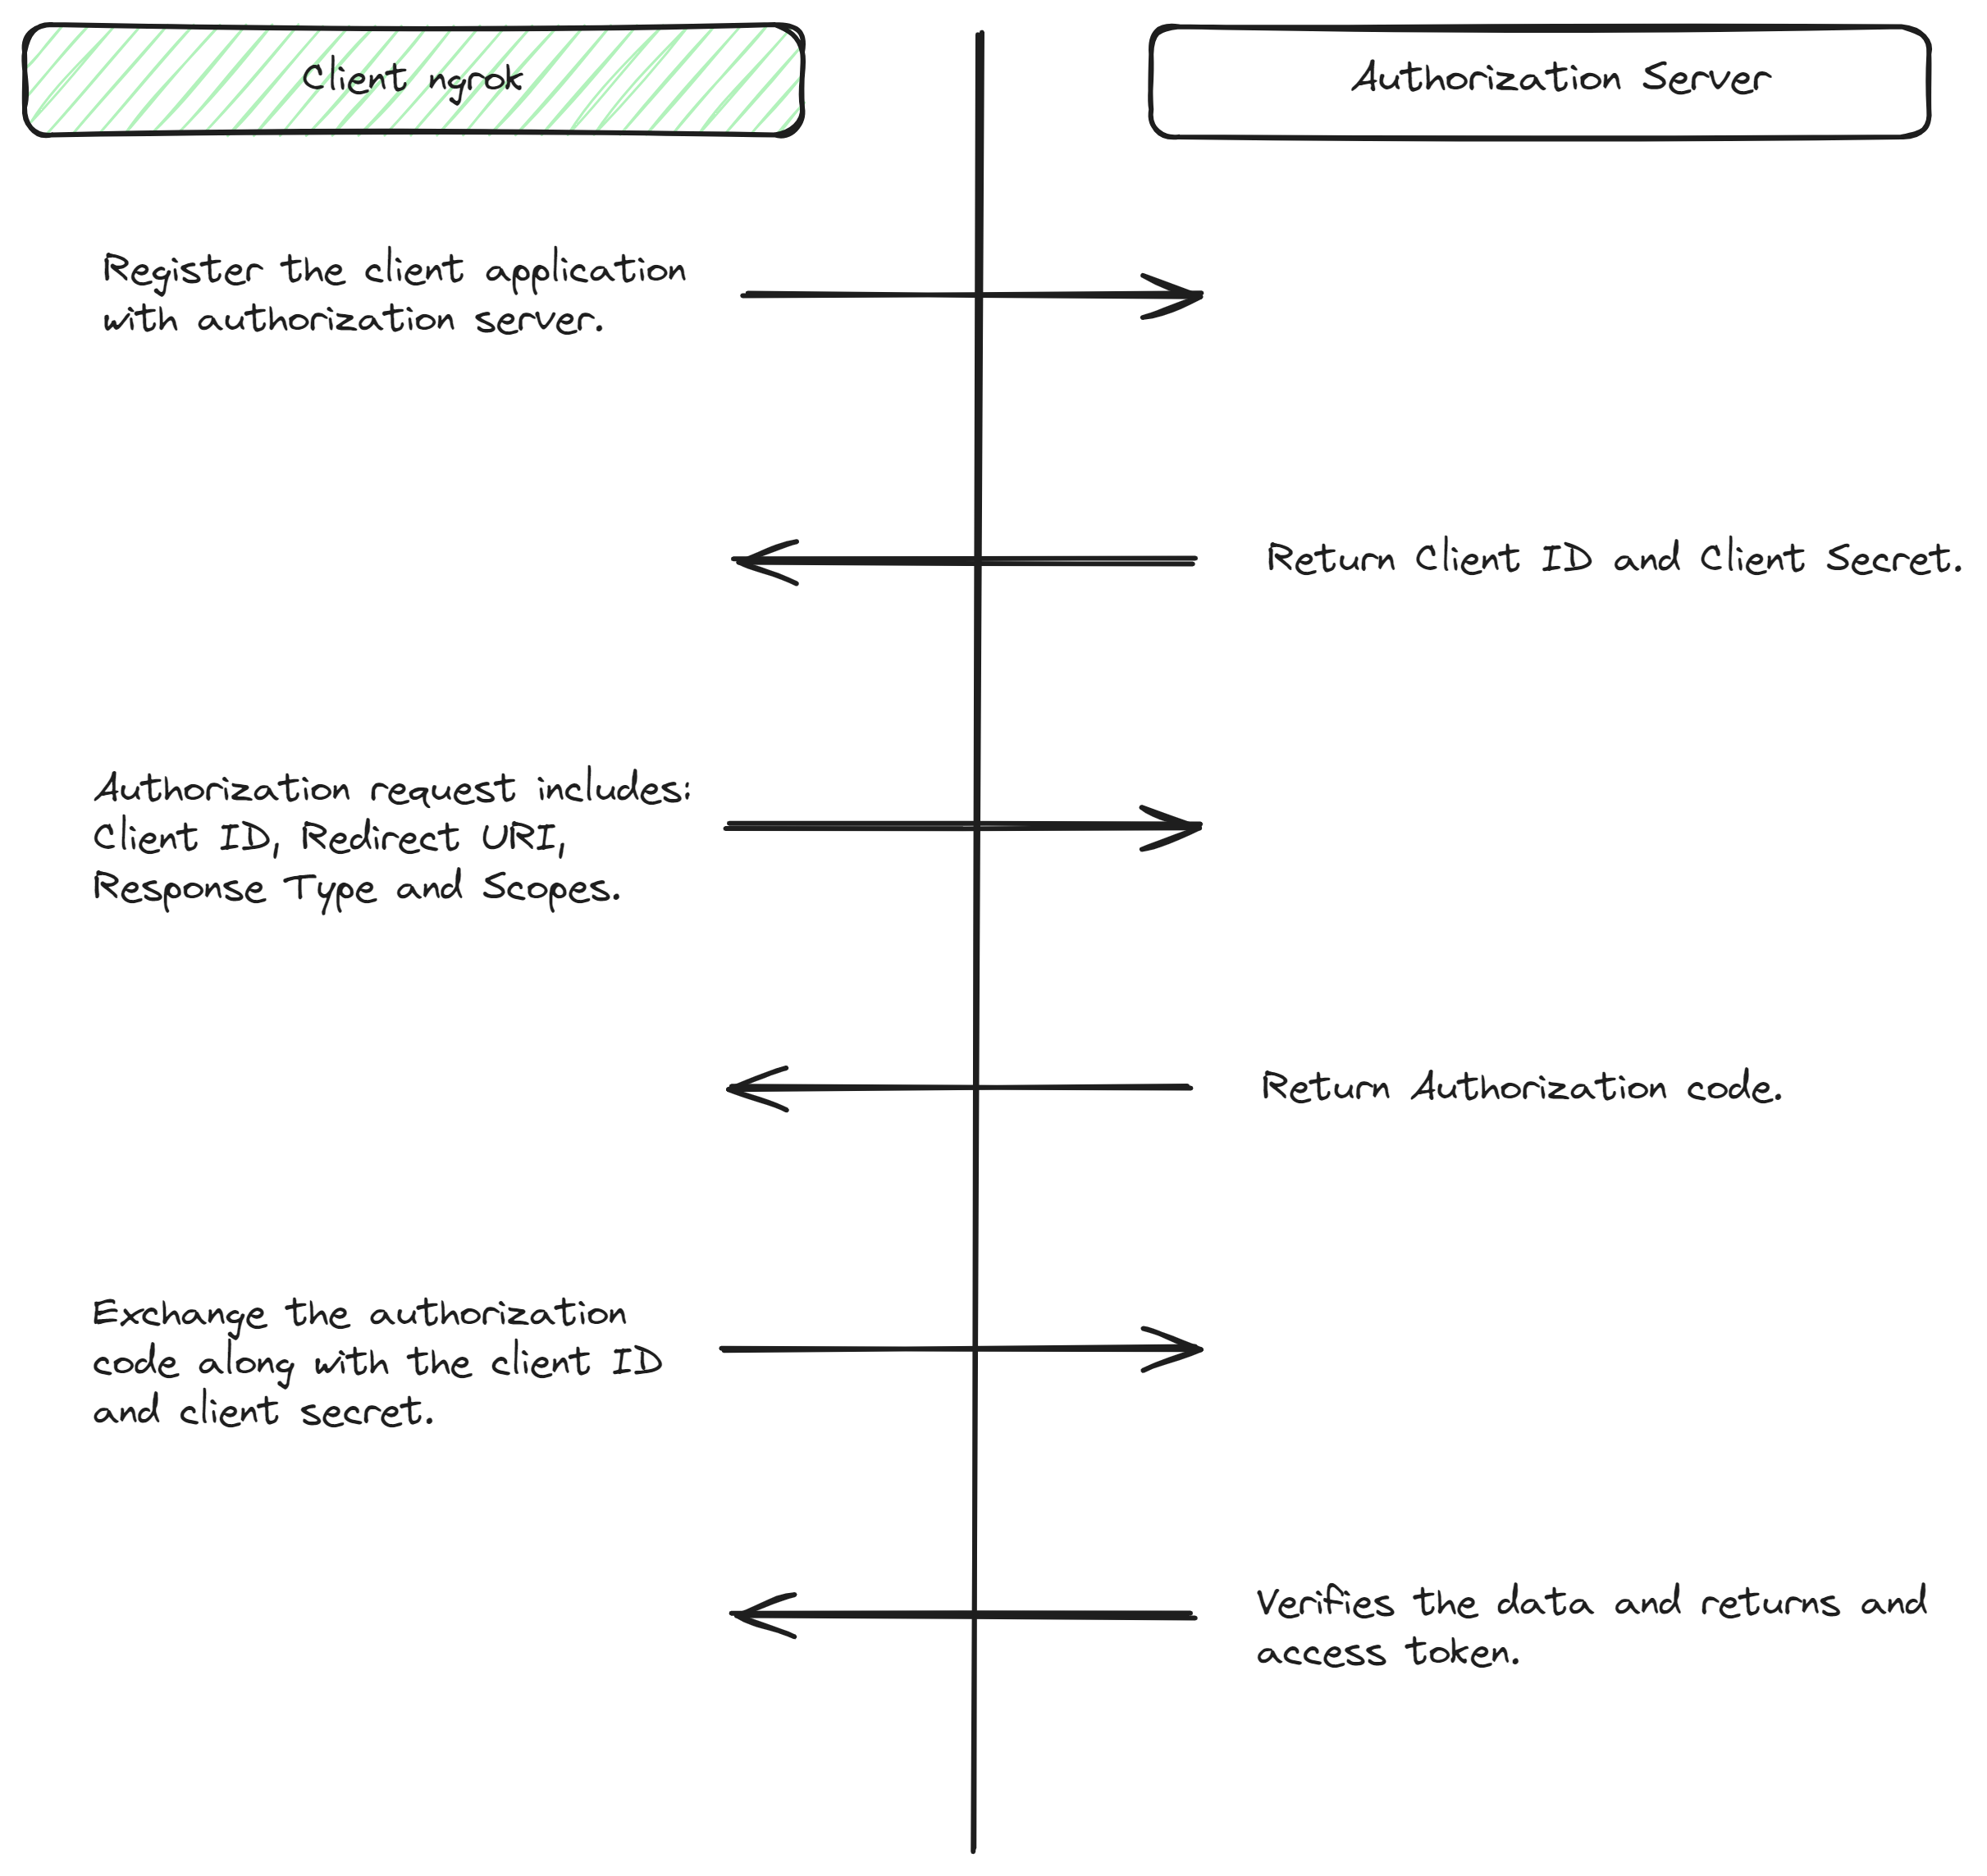 Client ngrok
Authorization Server
Register the client application
with authorization server.
Return Client ID and Client Secret.
Authorization request includes:
Client ID, Redirect URI,
Response Type and Scopes.
Return Authorization code.
Exchange the authorization
code along with the client ID
and client secret.
Verifies the data and returns and
access token.